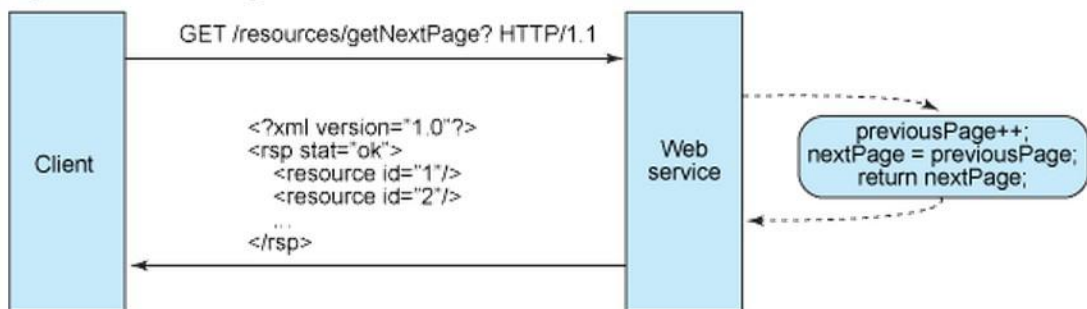 GET /resources/getNextPage? HTTP/1.1
Client
<?xml version="1.0"?>
<rsp stat="ok">
<resource id="1"/>
<resource id="2"/>
...
</rsp>
Web
service
previousPage++;
nextPage = previousPage;
return nextPage;